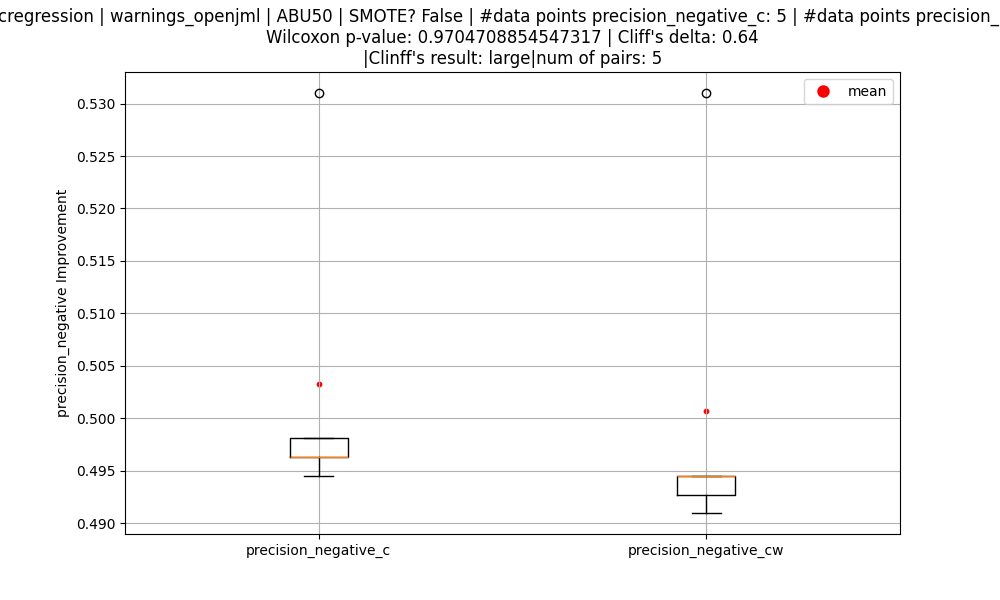 cregression | warnings_openjml | ABU50 | SMOTE? False | #data points precision_negative_c: 5 | #data points precision_
Wilcoxon p-value: 0.9704708854547317 | Cliff's delta: 0.64
|Clinff's result: large|num of pairs: 5
mean
0.530
0.525
0.520
0.515
0.510
0.505
0.500
0.495
0.490
precision_negative Improvement
precision_negative_c
precision_negative_cw